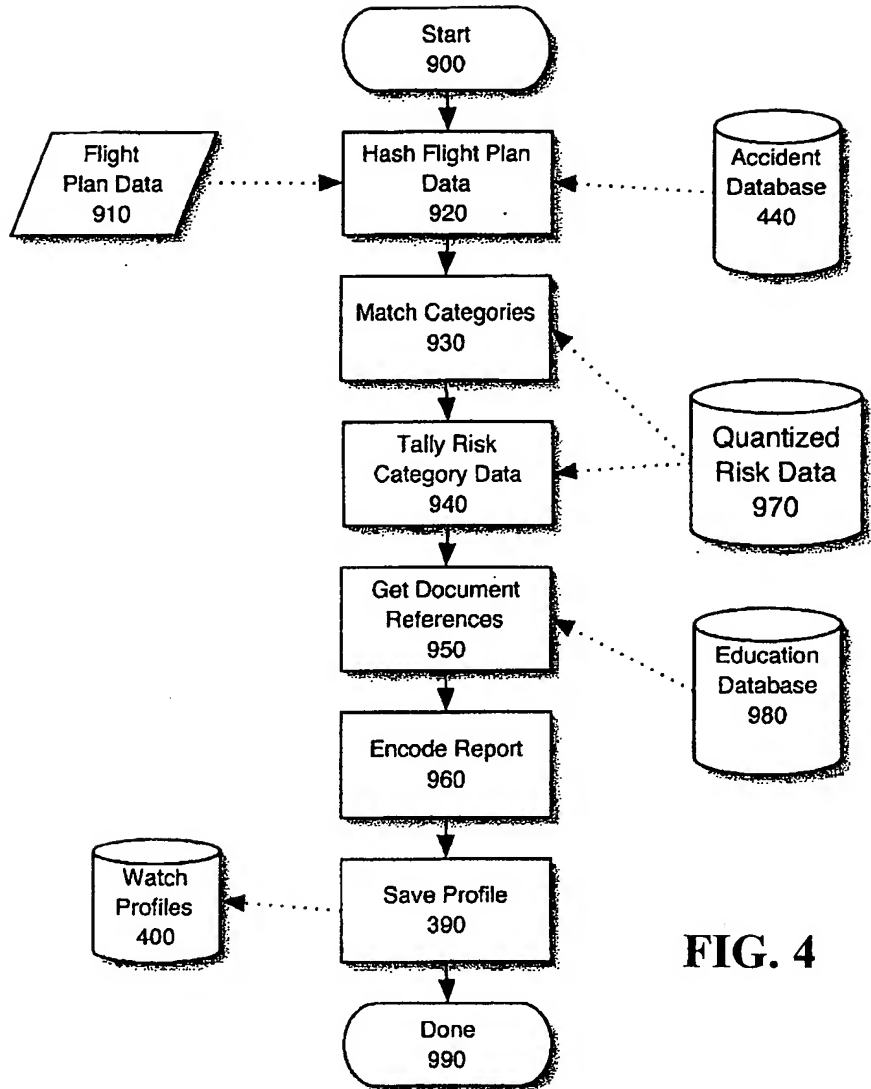 Start
900
Flight
Plan Data
910
Hash Flight Plan
Data
920
Accident
Database
440
Match Categories
930
Tally Risk
Category Data
940
Quantized
Risk Data
970
Get Document
References
950
Education
Database
980
Encode Report
960
Watch
Profiles
400
Save Profile
390
FIG. 4
Done
990